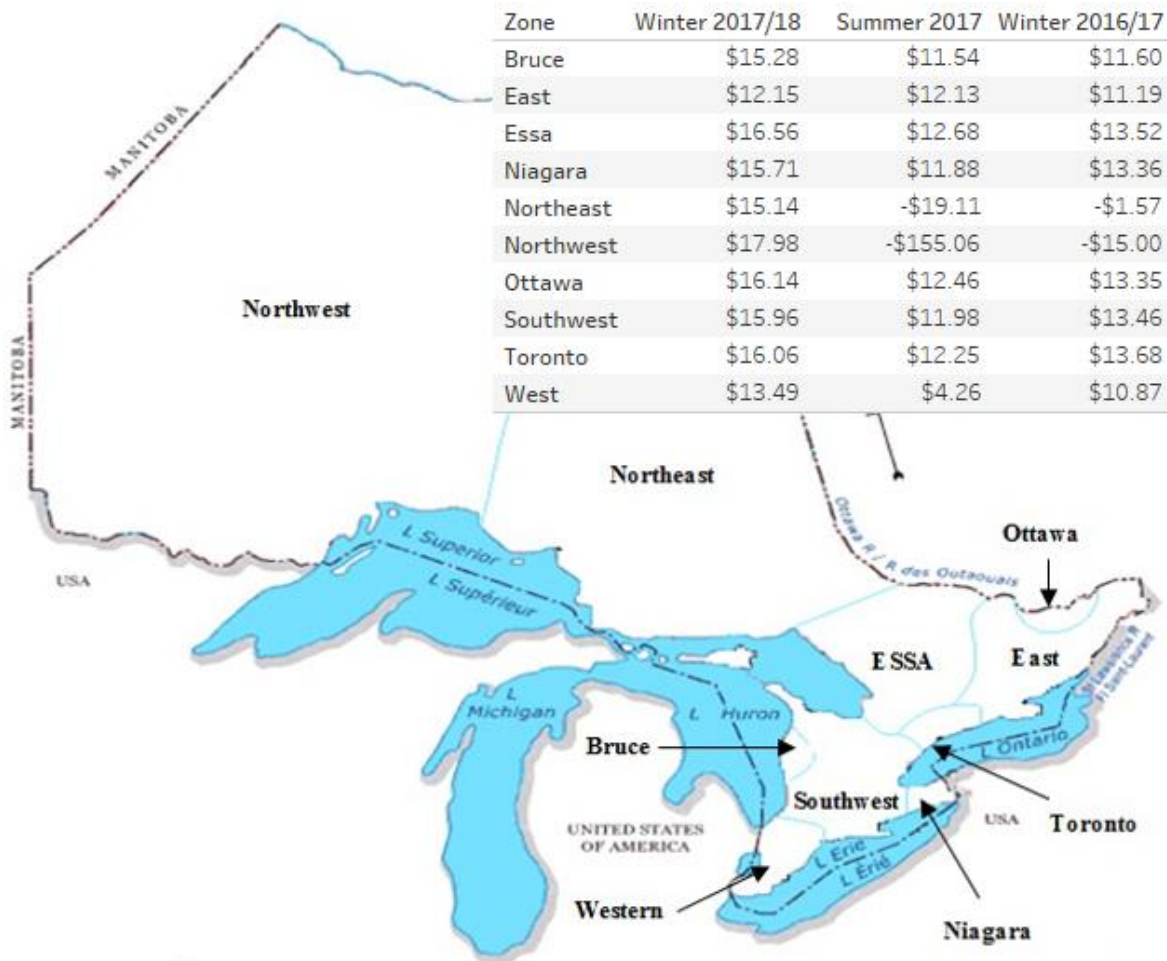 Zone Winter 2017/18 Summer 2017 Winter 2016/17
Bruce $15.28 $11.54 $11.60
East $12.15 $12.13 $11.19
Essa $16.56 $12.68 $13.52
Niagara $15.71 $11.88 $13.36
Northeast $15.14 -$19.11 -$1.57
Northwest $17.98 -$155.06 -$15.00
Ottawa $16.14 $12.46 $13.35
Southwest $15.96 $11.98 $13.46
Toronto $16.06 $12.25 $13.68
West $13.49 $4.26 $10.87
MANITOBA
MANITOBA
Northwest
Northeast
Ottawa R / R des Outaouais
Ottawa
USA
L Superior
L Supérieur
ESSA
East
St Lawrence R
Fl Saint-Laurent
L
Michigan
L Huron
Bruce
L Ontario
Southwest
Toronto
USA
UNITED STATES
OF AMERICA
L Erie
L Érié
Western
Niagara